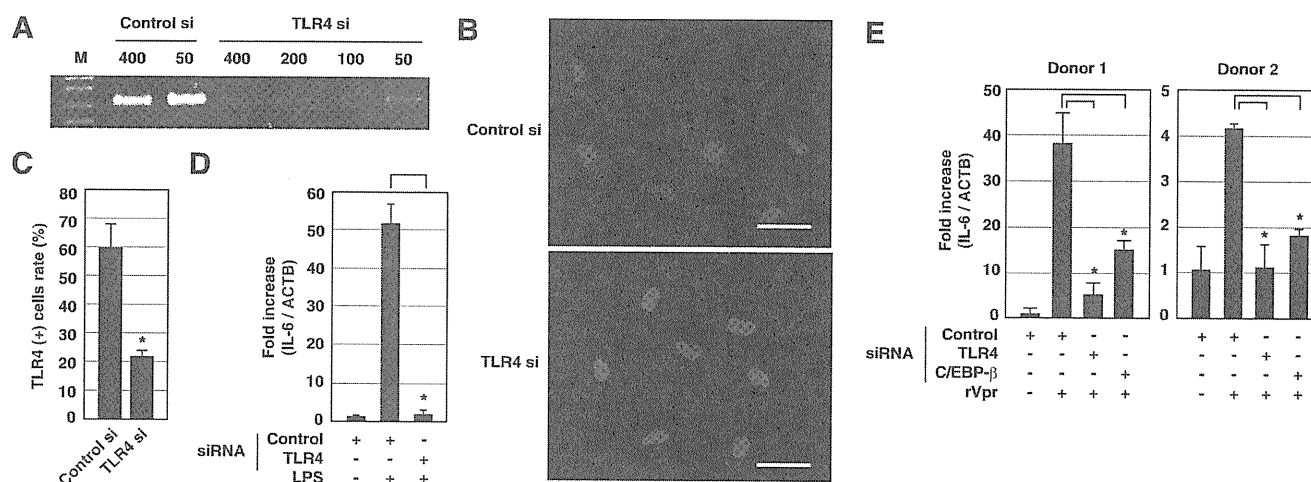 A
Control si TLR4 si
M 400 50 400 200 100 50
B
Control si
TLR4 si
C
TLR4 (+) cells rate (%)
80
70
60
50
40
30
20
10
0
*
Control si
TLR4 si
D
Fold increase
(IL-6 / ACTB)
60
50
40
30
20
10
0
*
siRNA
Control + + -
TLR4 - - +
LPS - + +
E
Donor 1 Donor 2
Fold increase
(IL-6 / ACTB)
50
40
30
20
10
0
* *
5
4
3
2
1
0
* *
siRNA
Control + + - - + + - -
TLR4 - - + - - - + -
C/EBP-β - - - + - - - +
rVpr - + + + - + + +